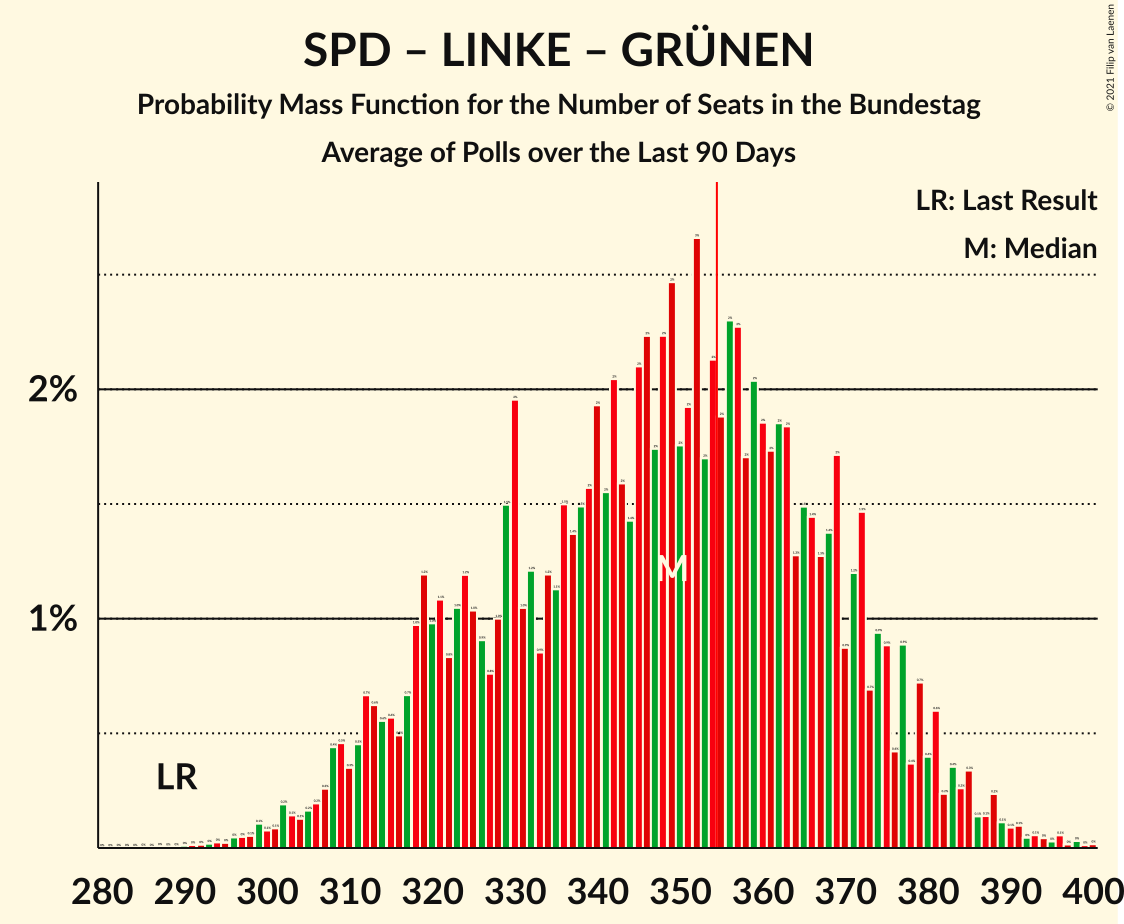 SPD – LINKE – GRÜNEN
Probability Mass Function for the Number of Seats in the Bundestag
Average of Polls over the Last 90 Days
© 2021 Filip van Laenen
LR: Last Result
M: Median
2%
1%
LR
M
280 290 300 310 320 330 340 350 360 370 380 390 400